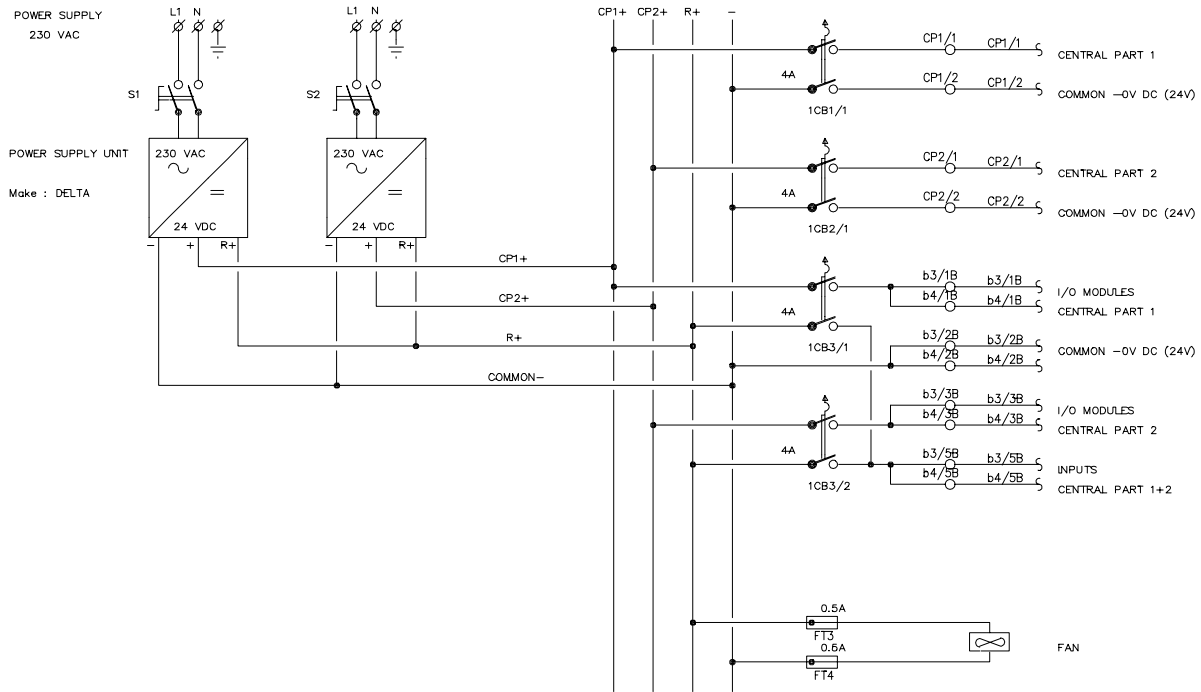 POWER SUPPLY
230 VAC
L1 N
L1 N
CP1+ CP2+ R+ −
S1
S2
POWER SUPPLY UNIT
Make : DELTA
230 VAC
24 VDC
− + R+
230 VAC
24 VDC
− + R+
CP1+
CP2+
R+
COMMON−
4A
1CB1/1
CP1/1 CP1/1 CENTRAL PART 1
CP1/2 CP1/2 COMMON −0V DC (24V)
4A
1CB2/1
CP2/1 CP2/1 CENTRAL PART 2
CP2/2 CP2/2 COMMON −0V DC (24V)
4A
1CB3/1
b3/1B b3/1B I/O MODULES
b4/1B b4/1B CENTRAL PART 1
b3/2B b3/2B COMMON −0V DC (24V)
b4/2B b4/2B
4A
1CB3/2
b3/3B b3/3B I/O MODULES
b4/3B b4/3B CENTRAL PART 2
b3/5B b3/5B INPUTS
b4/5B b4/5B CENTRAL PART 1+2
0.5A
FT3
0.5A
FT4
FAN